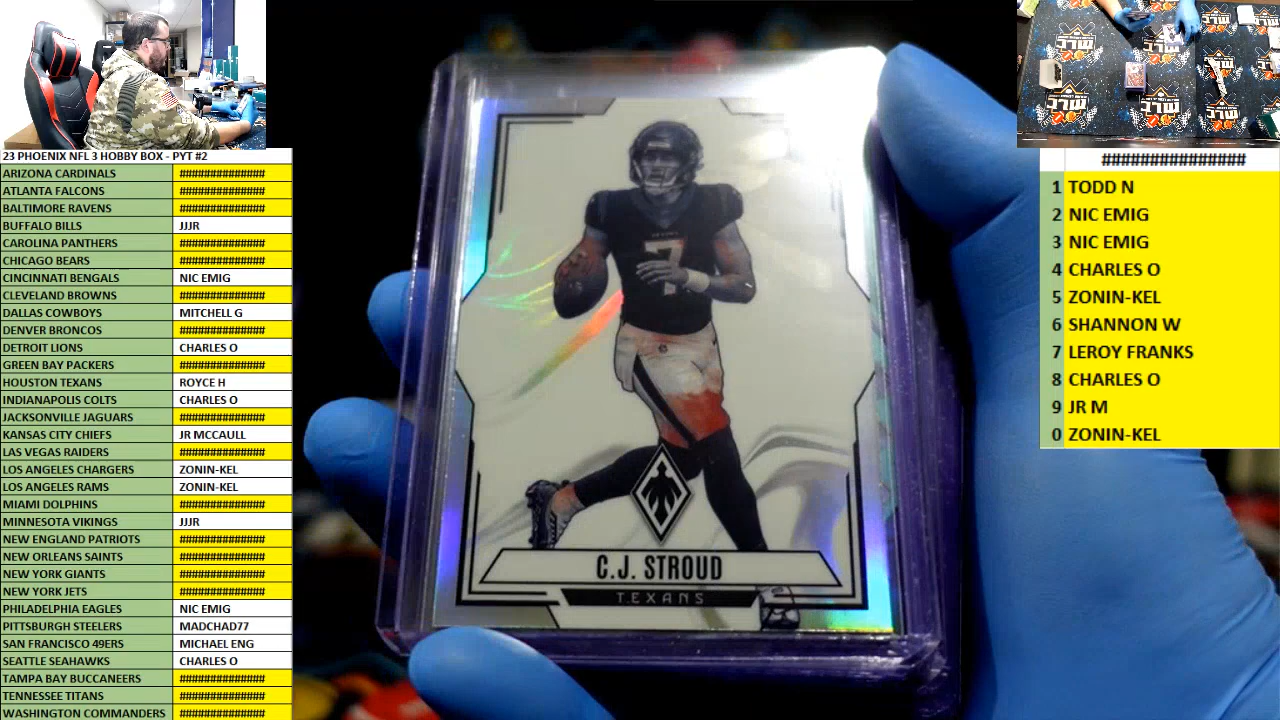 23 PHOENIX NFL 3 HOBBY BOX - PYT #2
ARIZONA CARDINALS ##############
ATLANTA FALCONS ##############
BALTIMORE RAVENS ##############
BUFFALO BILLS JJJR
CAROLINA PANTHERS ##############
CHICAGO BEARS ##############
CINCINNATI BENGALS NIC EMIG
CLEVELAND BROWNS ##############
DALLAS COWBOYS MITCHELL G
DENVER BRONCOS ##############
DETROIT LIONS CHARLES O
GREEN BAY PACKERS ##############
HOUSTON TEXANS ROYCE H
INDIANAPOLIS COLTS CHARLES O
JACKSONVILLE JAGUARS ##############
KANSAS CITY CHIEFS JR MCCAULL
LAS VEGAS RAIDERS ##############
LOS ANGELES CHARGERS ZONIN-KEL
LOS ANGELES RAMS ZONIN-KEL
MIAMI DOLPHINS ##############
MINNESOTA VIKINGS JJJR
NEW ENGLAND PATRIOTS ##############
NEW ORLEANS SAINTS ##############
NEW YORK GIANTS ##############
NEW YORK JETS ##############
PHILADELPHIA EAGLES NIC EMIG
PITTSBURGH STEELERS MADCHAD77
SAN FRANCISCO 49ERS MICHAEL ENG
SEATTLE SEAHAWKS CHARLES O
TAMPA BAY BUCCANEERS ##############
TENNESSEE TITANS ##############
WASHINGTON COMMANDERS ##############
7
C.J. STROUD
TEXANS
###############
1 TODD N
2 NIC EMIG
3 NIC EMIG
4 CHARLES O
5 ZONIN-KEL
6 SHANNON W
7 LEROY FRANKS
8 CHARLES O
9 JR M
0 ZONIN-KEL